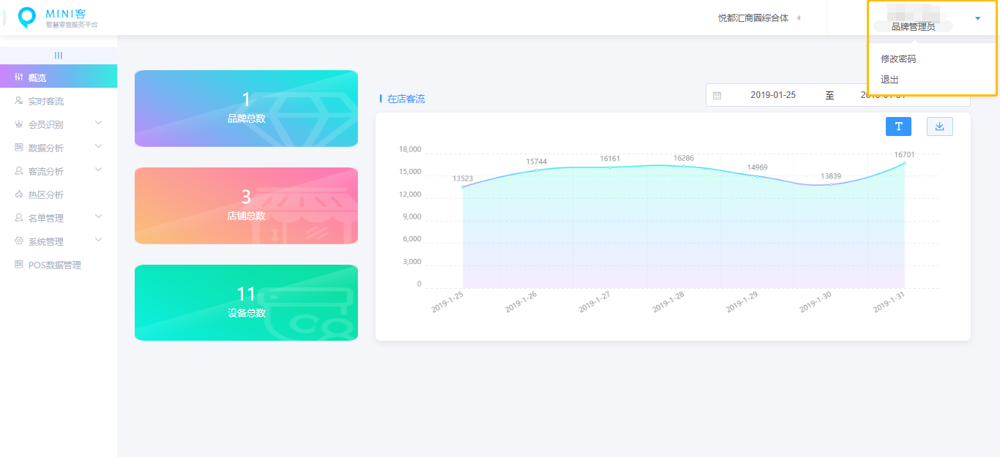 MINI客
智慧零售服务平台
悦都汇商圈综合体
品牌管理员
修改密码
退出
概览
实时客流
会员识别
数据分析
客流分析
热区分析
名单管理
系统管理
POS数据管理
1
品牌总数
3
店铺总数
11
设备总数
在店客流
2019-01-25 至
T
18,000
15,000
12,000
9,000
6,000
3,000
0
13523
15744
16161
16286
14969
13839
16701
2019-1-25
2019-1-26
2019-1-27
2019-1-28
2019-1-29
2019-1-30
2019-1-31